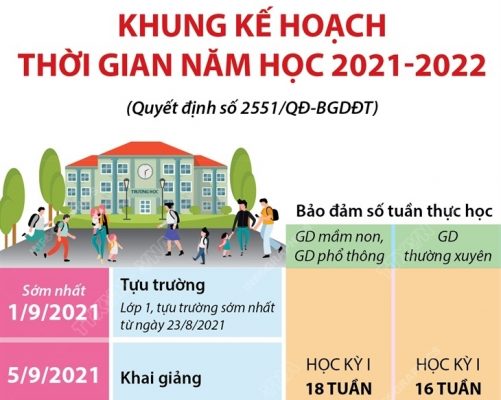 KHUNG KẾ HOẠCH
THỜI GIAN NĂM HỌC 2021-2022
(Quyết định số 2551/QĐ-BGDĐT)
TRƯỜNG HỌC
Bảo đảm số tuần thực học
GD mầm non,
GD phổ thông
GD
thường xuyên
Sớm nhất
1/9/2021
Tựu trường
Lớp 1, tựu trường sớm nhất
từ ngày 23/8/2021
5/9/2021
Khai giảng
HỌC KỲ I
18 TUẦN
HỌC KỲ I
16 TUẦN